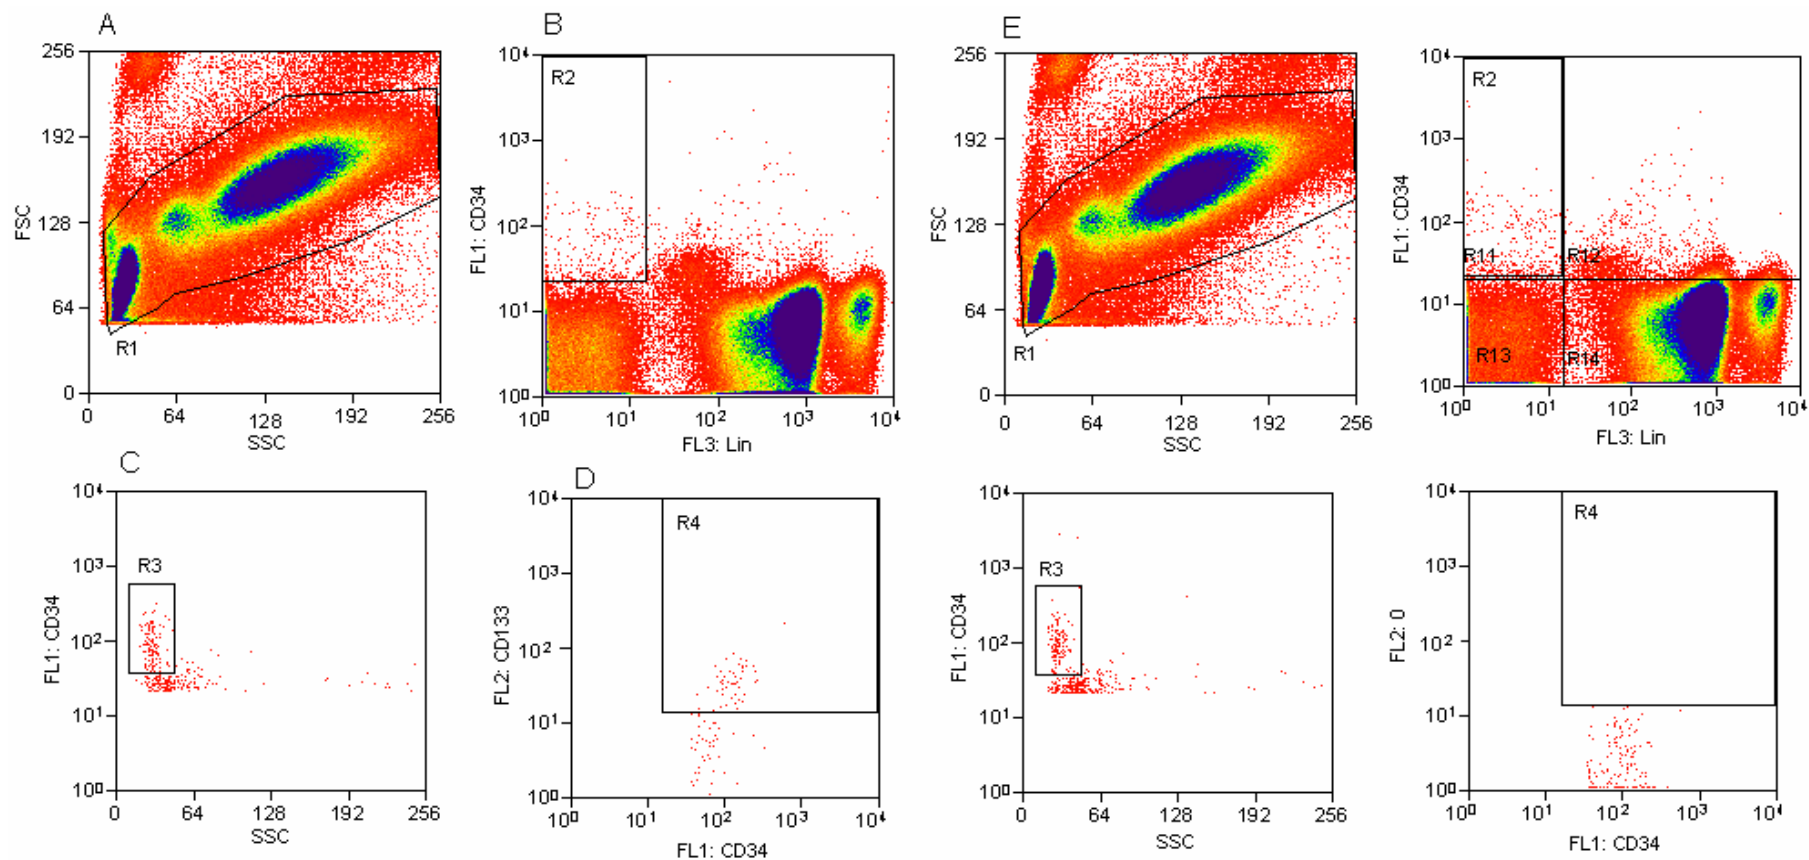 A
256
192
128
64
0
FSC
R1
0 64 128 192 256
SSC
B
10⁴
10³
10²
10¹
10⁰
FL1: CD34
R2
10⁰ 10¹ 10² 10³ 10⁴
FL3: Lin
E
256
192
128
64
0
FSC
R1
0 64 128 192 256
SSC
10⁴
10³
10²
10¹
10⁰
FL1: CD34
R2
R11 R12
R13 R14
10⁰ 10¹ 10² 10³ 10⁴
FL3: Lin
C
10⁴
10³
10²
10¹
10⁰
FL1: CD34
R3
0 64 128 192 256
SSC
D
10⁴
10³
10²
10¹
10⁰
FL2: CD133
R4
10⁰ 10¹ 10² 10³ 10⁴
FL1: CD34
10⁴
10³
10²
10¹
10⁰
FL1: CD34
R3
0 64 128 192 256
SSC
10⁴
10³
10²
10¹
10⁰
FL2: 0
R4
10⁰ 10¹ 10² 10³ 10⁴
FL1: CD34